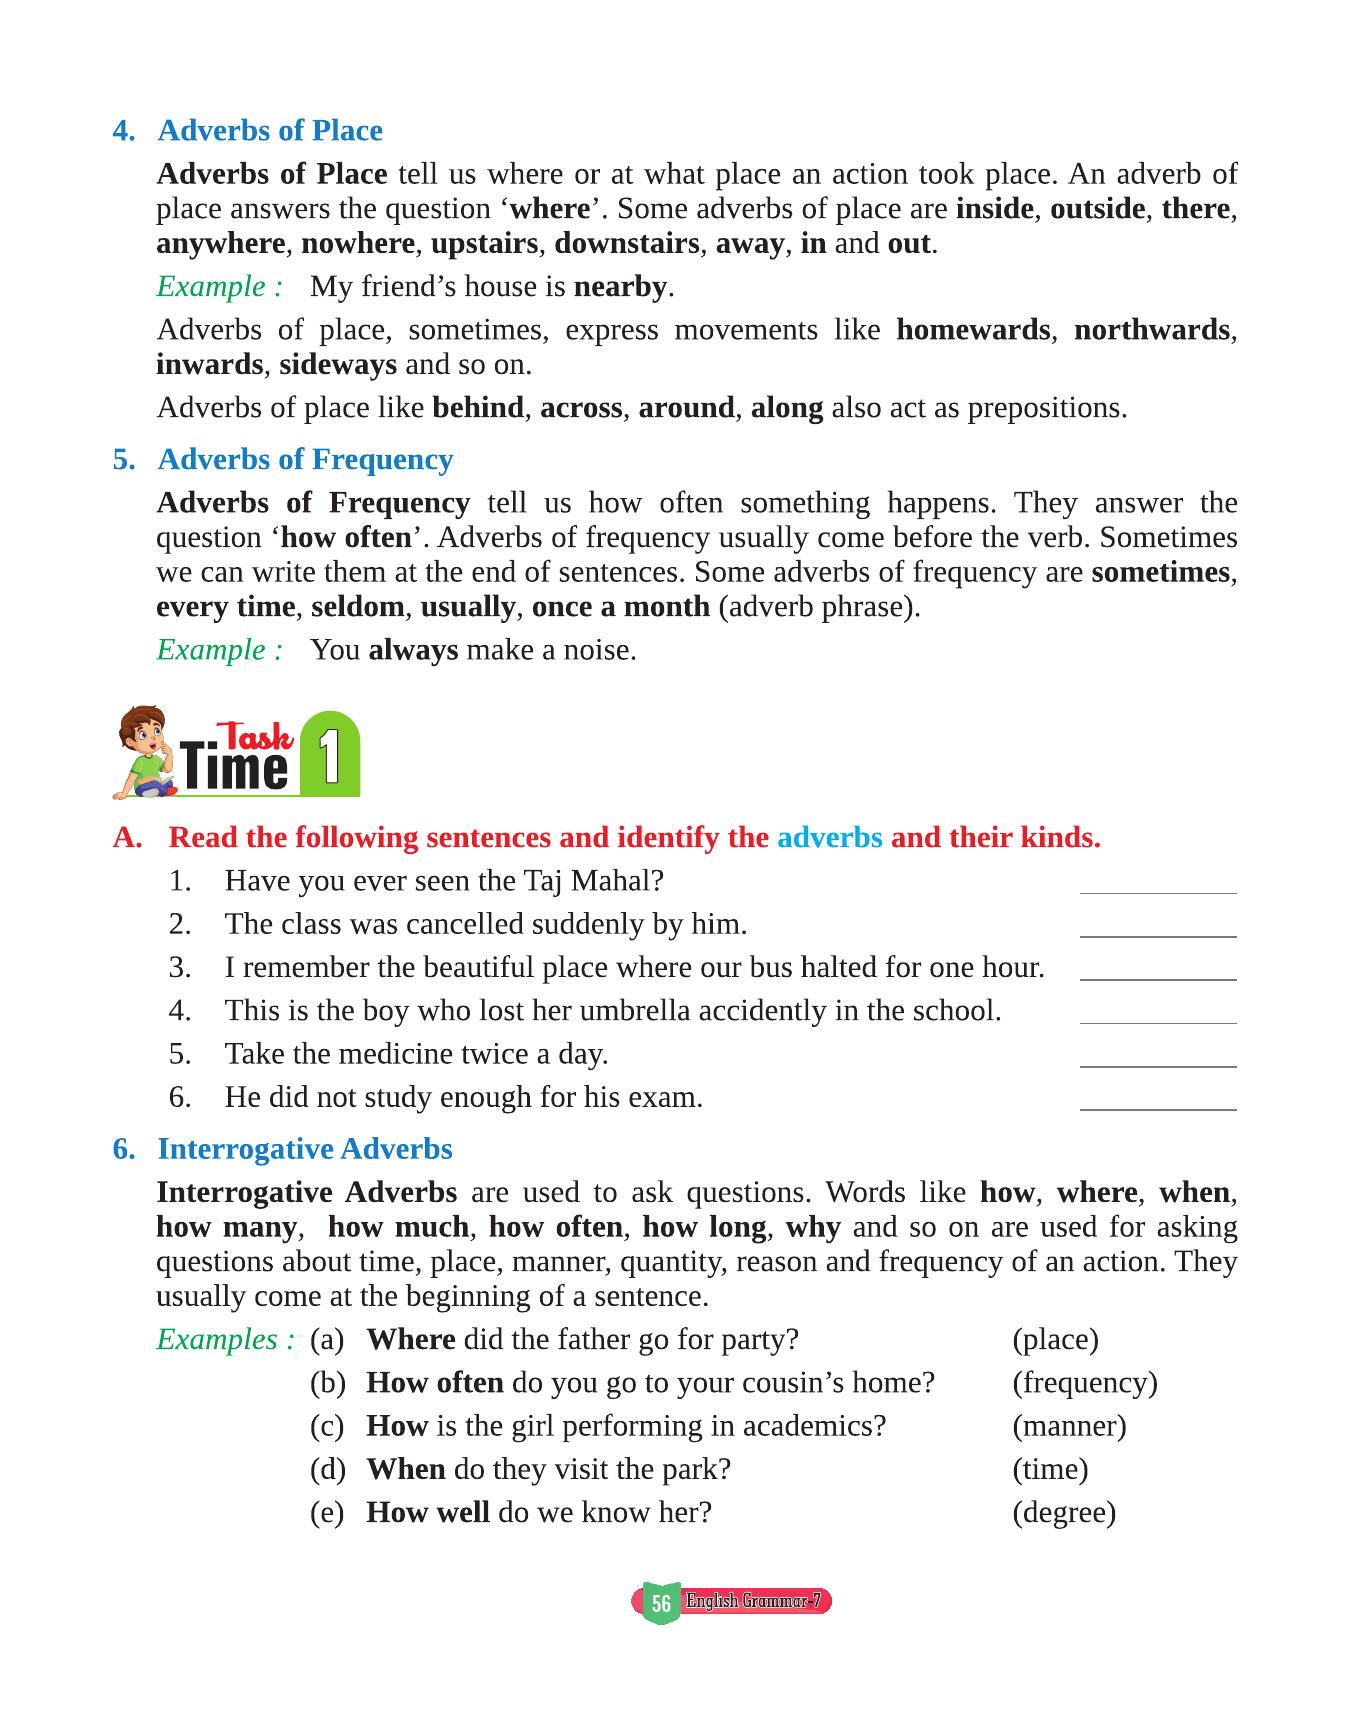 4. Adverbs of Place
Adverbs of Place tell us where or at what place an action took place. An adverb of
place answers the question ‘where’. Some adverbs of place are inside, outside, there,
anywhere, nowhere, upstairs, downstairs, away, in and out.
Example : My friend’s house is nearby.
Adverbs of place, sometimes, express movements like homewards, northwards,
inwards, sideways and so on.
Adverbs of place like behind, across, around, along also act as prepositions.
5. Adverbs of Frequency
Adverbs of Frequency tell us how often something happens. They answer the
question ‘how often’. Adverbs of frequency usually come before the verb. Sometimes
we can write them at the end of sentences. Some adverbs of frequency are sometimes,
every time, seldom, usually, once a month (adverb phrase).
Example : You always make a noise.
Task
Time 1
A. Read the following sentences and identify the adverbs and their kinds.
1. Have you ever seen the Taj Mahal?
2. The class was cancelled suddenly by him.
3. I remember the beautiful place where our bus halted for one hour.
4. This is the boy who lost her umbrella accidently in the school.
5. Take the medicine twice a day.
6. He did not study enough for his exam.
6. Interrogative Adverbs
Interrogative Adverbs are used to ask questions. Words like how, where, when,
how many, how much, how often, how long, why and so on are used for asking
questions about time, place, manner, quantity, reason and frequency of an action. They
usually come at the beginning of a sentence.
Examples : (a) Where did the father go for party? (place)
(b) How often do you go to your cousin’s home? (frequency)
(c) How is the girl performing in academics? (manner)
(d) When do they visit the park? (time)
(e) How well do we know her? (degree)
56 English Grammar-7